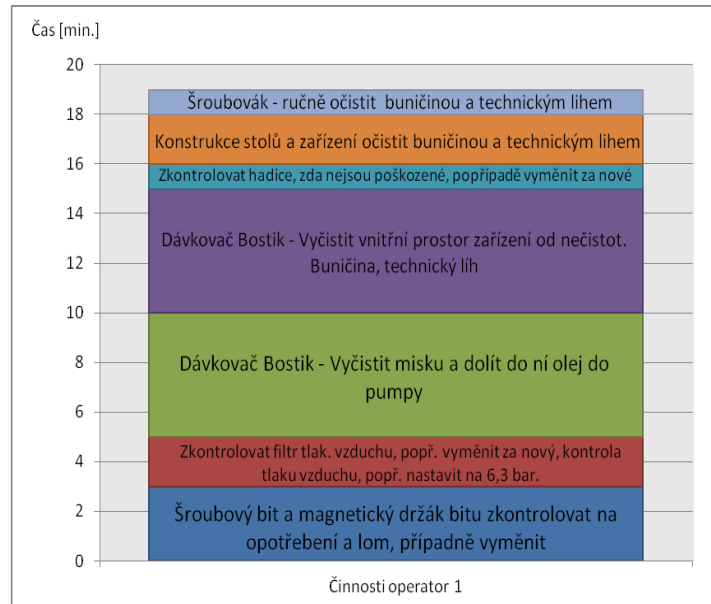 Čas [min.]
20
18
16
14
12
10
8
6
4
2
0
Šroubovák - ručně očistit buničinou a technickým lihem
Konstrukce stolů a zařízení očistit buničinou a technickým lihem
Zkontrolovat hadice, zda nejsou poškozené, popřípadě vyměnit za nové
Dávkovač Bostik - Vyčistit vnitřní prostor zařízení od nečistot.
Buničina, technický líh
Dávkovač Bostik - Vyčistit misku a dolít do ní olej do
pumpy
Zkontrolovat filtr tlak. vzduchu, popř. vyměnit za nový, kontrola
tlaku vzduchu, popř. nastavit na 6,3 bar.
Šroubový bit a magnetický držák bitu zkontrolovat na
opotřebení a lom, případně vyměnit
Činnosti operator 1